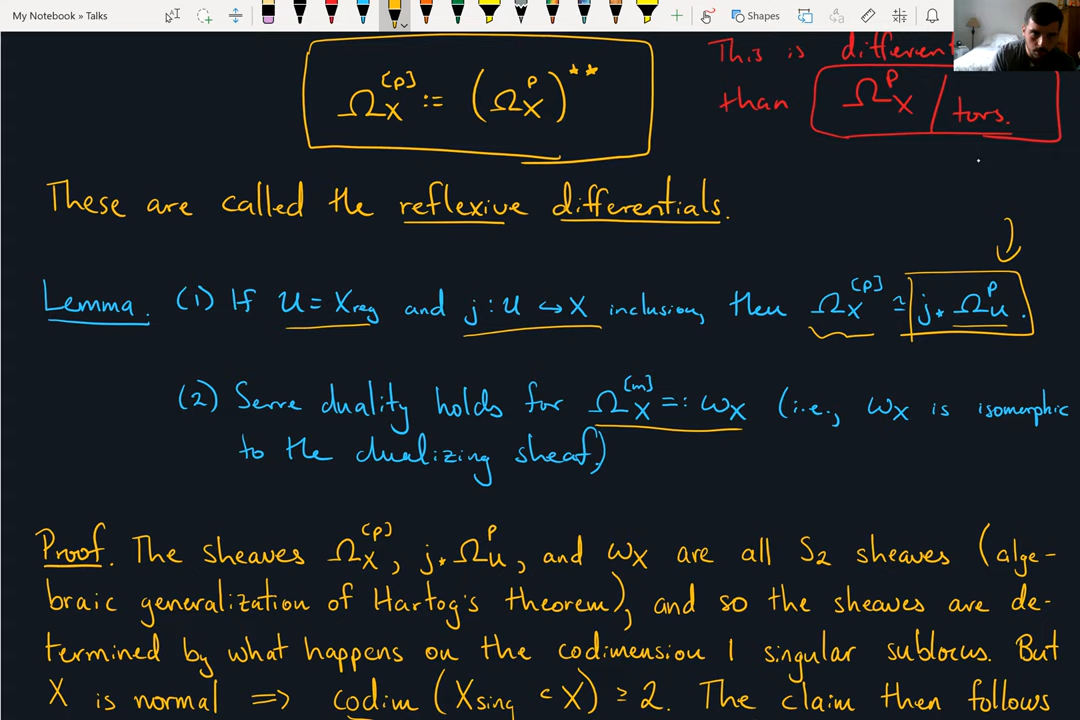 My Notebook » Talks
Shapes
Ω_X^[p] := (Ω_X^p)**
This is different
than Ω_X^p / tors.
These are called the reflexive differentials.
Lemma. (1) If U = X_reg and j : U ↪ X inclusion, then Ω_X^[p] ≃ j_* Ω_U^p.
(2) Serre duality holds for Ω_X^[m] =: ω_X (i.e., ω_X is isomorphic
to the dualizing sheaf.)
Proof. The sheaves Ω_X^[p], j_* Ω_U^p, and ω_X are all S_2 sheaves (alge-
braic generalization of Hartog's theorem), and so the sheaves are de-
termined by what happens on the codimension 1 singular sublocus. But
X is normal ⟹ codim (X_sing ⊂ X) ≥ 2. The claim then follows